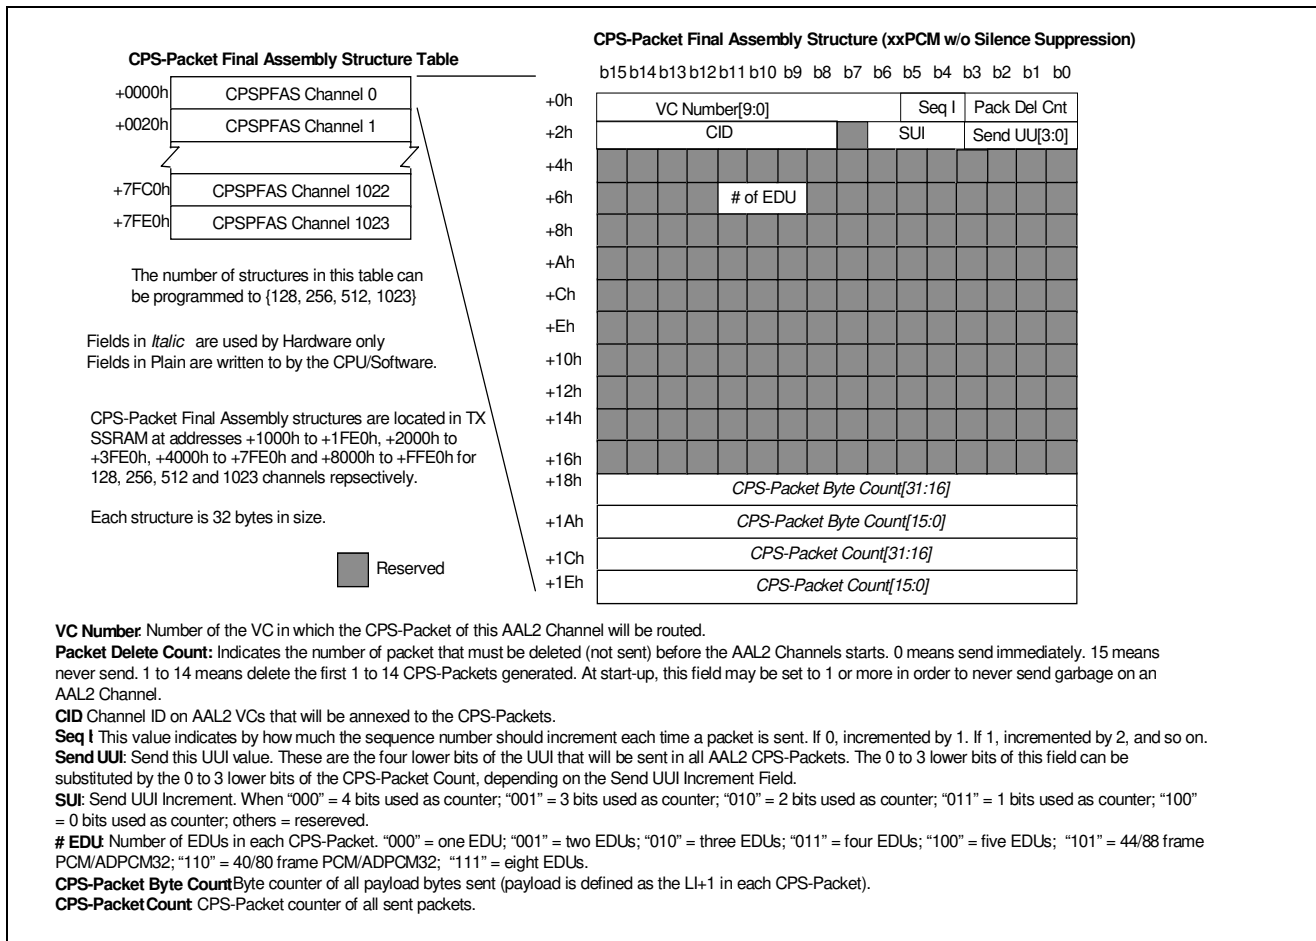 CPS-Packet Final Assembly Structure (xxPCM w/o Silence Suppression)
CPS-Packet Final Assembly Structure Table
b15 b14 b13 b12 b11 b10 b9 b8 b7 b6 b5 b4 b3 b2 b1 b0
+0000h CPSPFAS Channel 0
+0020h CPSPFAS Channel 1
+7FC0h CPSPFAS Channel 1022
+7FE0h CPSPFAS Channel 1023
+0h VC Number[9:0] Seq I Pack Del Cnt
+2h CID SUI Send UU[3:0]
+4h
+6h # of EDU
+8h
+Ah
+Ch
+Eh
+10h
+12h
+14h
+16h
+18h CPS-Packet Byte Count[31:16]
+1Ah CPS-Packet Byte Count[15:0]
+1Ch CPS-Packet Count[31:16]
+1Eh CPS-Packet Count[15:0]
The number of structures in this table can
be programmed to {128, 256, 512, 1023}
Fields in Italic are used by Hardware only
Fields in Plain are written to by the CPU/Software.
CPS-Packet Final Assembly structures are located in TX
SSRAM at addresses +1000h to +1FE0h, +2000h to
+3FE0h, +4000h to +7FE0h and +8000h to +FFE0h for
128, 256, 512 and 1023 channels repsectively.
Each structure is 32 bytes in size.
Reserved
VC Number: Number of the VC in which the CPS-Packet of this AAL2 Channel will be routed.
Packet Delete Count: Indicates the number of packet that must be deleted (not sent) before the AAL2 Channels starts. 0 means send immediately. 15 means
never send. 1 to 14 means delete the first 1 to 14 CPS-Packets generated. At start-up, this field may be set to 1 or more in order to never send garbage on an
AAL2 Channel.
CID: Channel ID on AAL2 VCs that will be annexed to the CPS-Packets.
Seq I: This value indicates by how much the sequence number should increment each time a packet is sent. If 0, incremented by 1. If 1, incremented by 2, and so on.
Send UUI: Send this UUI value. These are the four lower bits of the UUI that will be sent in all AAL2 CPS-Packets. The 0 to 3 lower bits of this field can be
substituted by the 0 to 3 lower bits of the CPS-Packet Count, depending on the Send UUI Increment Field.
SUI: Send UUI Increment. When “000” = 4 bits used as counter; “001” = 3 bits used as counter; “010” = 2 bits used as counter; “011” = 1 bits used as counter; “100”
= 0 bits used as counter; others = resereved.
# EDU: Number of EDUs in each CPS-Packet. “000” = one EDU; “001” = two EDUs; “010” = three EDUs; “011” = four EDUs; “100” = five EDUs; “101” = 44/88 frame
PCM/ADPCM32; “110” = 40/80 frame PCM/ADPCM32; “111” = eight EDUs.
CPS-Packet Byte Count: Byte counter of all payload bytes sent (payload is defined as the LI+1 in each CPS-Packet).
CPS-Packet Count: CPS-Packet counter of all sent packets.